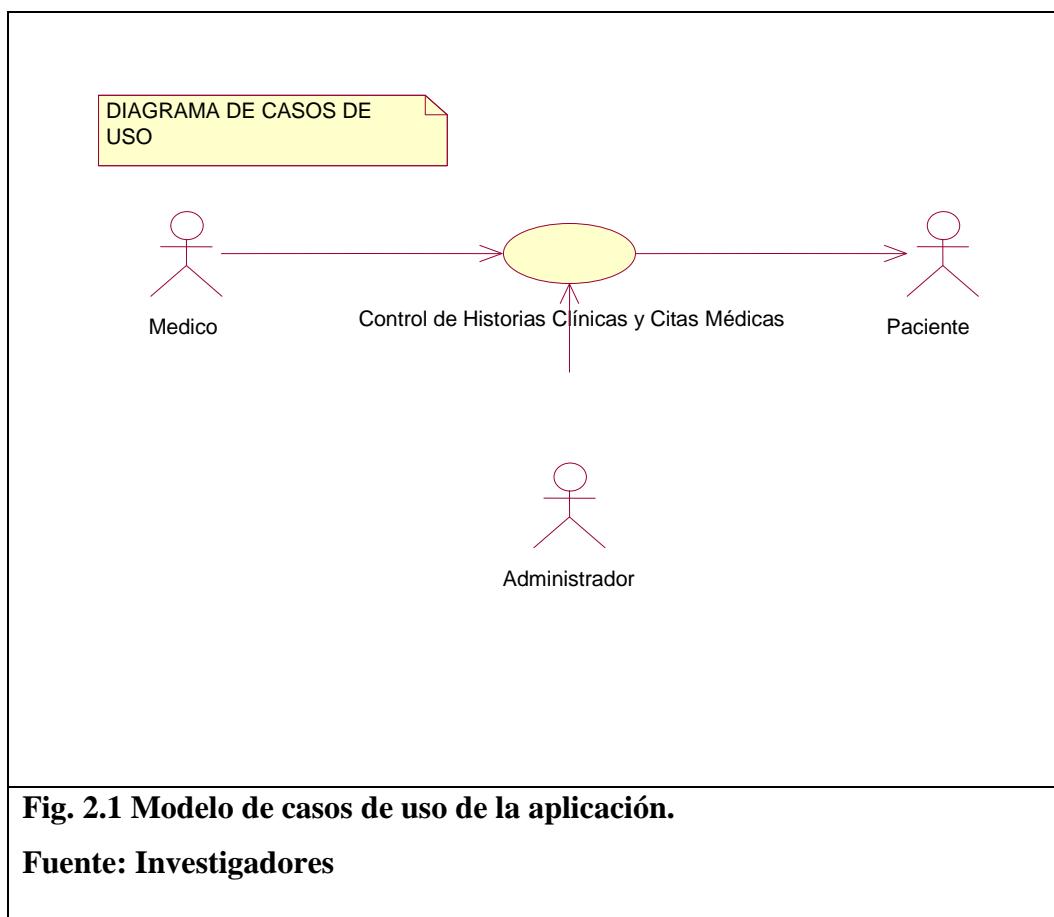 DIAGRAMA DE CASOS DE
USO
Medico
Control de Historias Clínicas y Citas Médicas
Paciente
Administrador
Fig. 2.1 Modelo de casos de uso de la aplicación.
Fuente: Investigadores